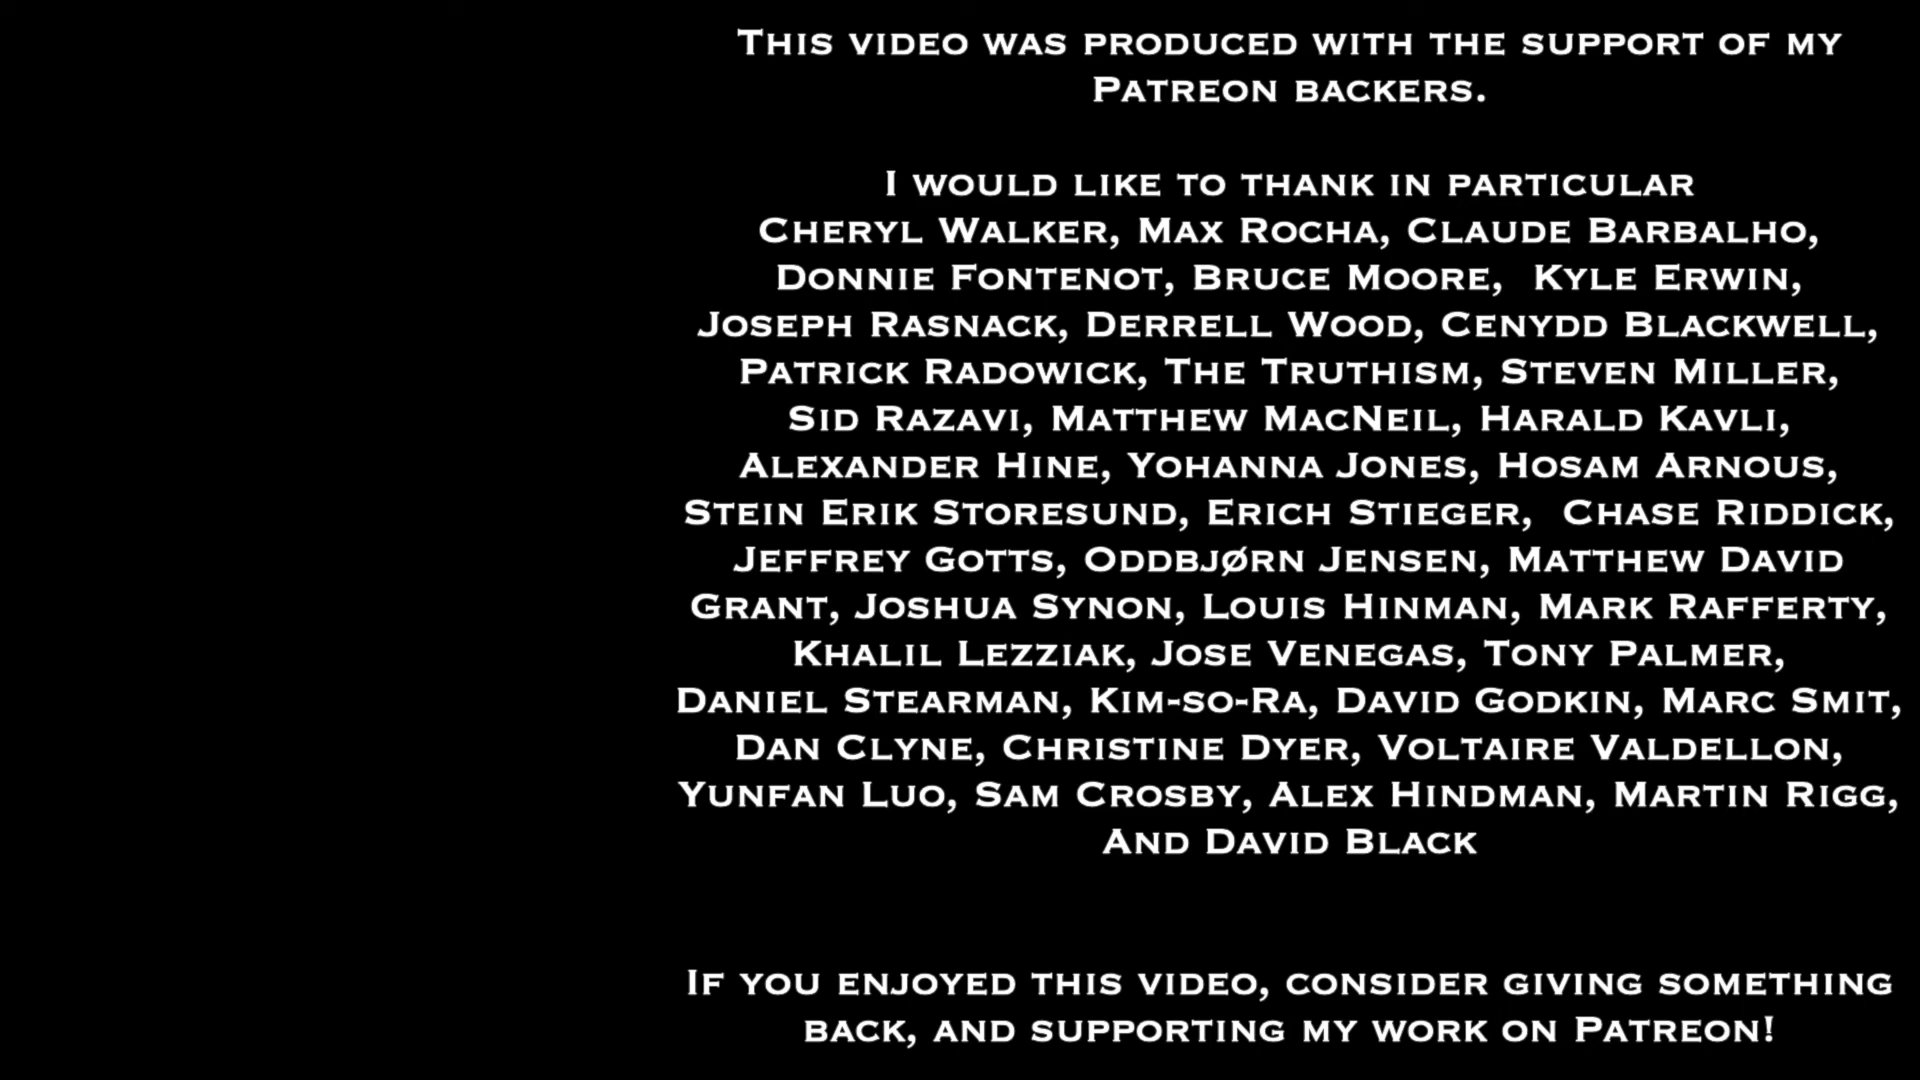 This video was produced with the support of my
Patreon backers.
I would like to thank in particular
Cheryl Walker, Max Rocha, Claude Barbalho,
Donnie Fontenot, Bruce Moore, Kyle Erwin,
Joseph Rasnack, Derrell Wood, Cenydd Blackwell,
Patrick Radowick, The Truthism, Steven Miller,
Sid Razavi, Matthew MacNeil, Harald Kavli,
Alexander Hine, Yohanna Jones, Hosam Arnous,
Stein Erik Storesund, Erich Stieger, Chase Riddick,
Jeffrey Gotts, Oddbjørn Jensen, Matthew David
Grant, Joshua Synon, Louis Hinman, Mark Rafferty,
Khalil Lezziak, Jose Venegas, Tony Palmer,
Daniel Stearman, Kim-so-Ra, David Godkin, Marc Smit,
Dan Clyne, Christine Dyer, Voltaire Valdellon,
Yunfan Luo, Sam Crosby, Alex Hindman, Martin Rigg,
And David Black
If you enjoyed this video, consider giving something
back, and supporting my work on Patreon!